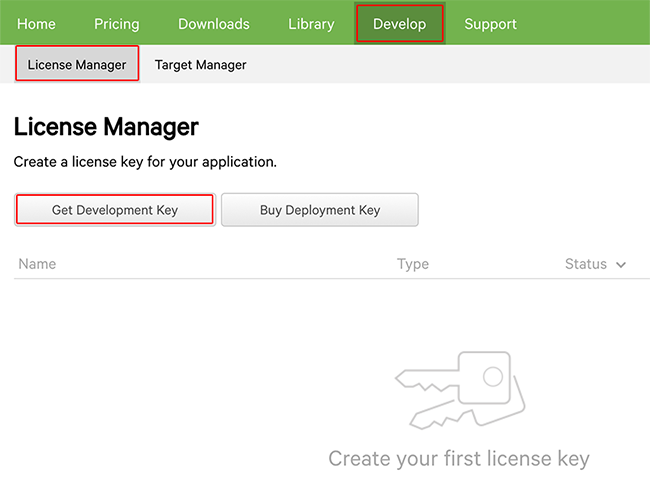 Home Pricing Downloads Library Develop Support
License Manager Target Manager
License Manager
Create a license key for your application.
Get Development Key Buy Deployment Key
Name Type Status
Create your first license key